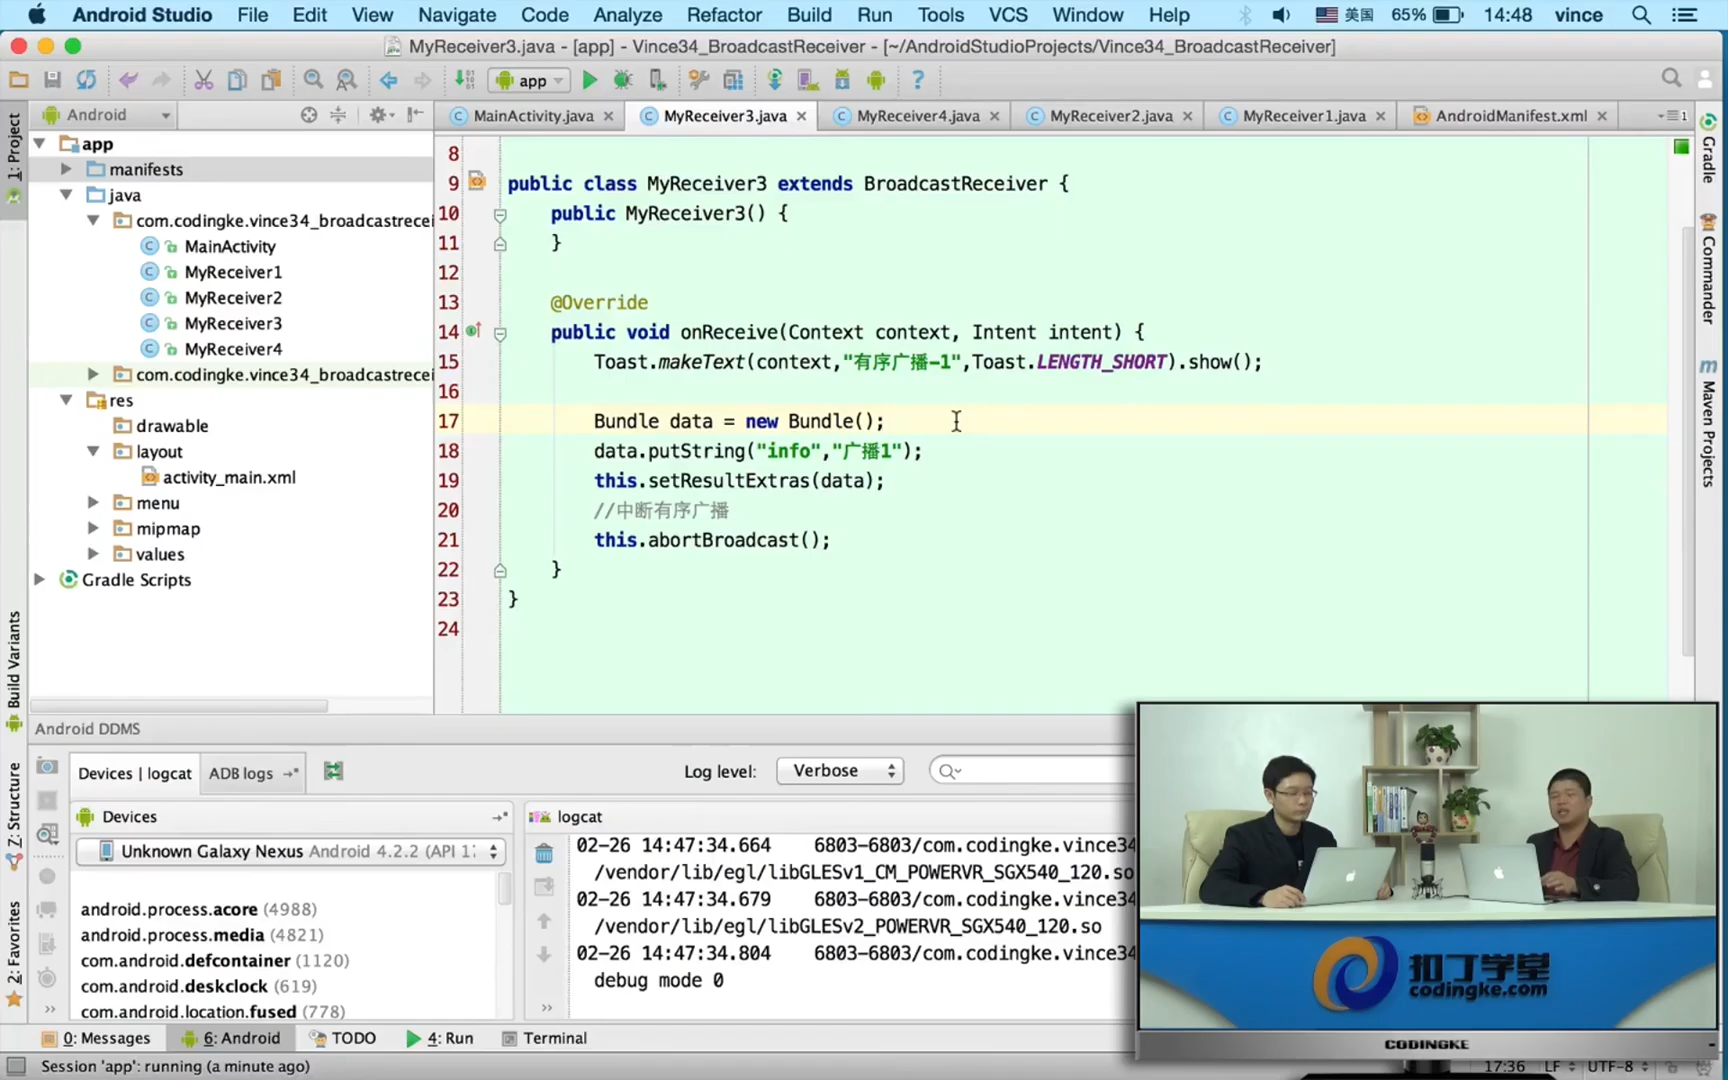 Android Studio File Edit View Navigate Code Analyze Refactor Build Run Tools VCS Window Help 美国 65% 14:48 vince
MyReceiver3.java - [app] - Vince34_BroadcastReceiver - [~/AndroidStudioProjects/Vince34_BroadcastReceiver]
app
Android
MainActivity.java MyReceiver3.java MyReceiver4.java MyReceiver2.java MyReceiver1.java AndroidManifest.xml
1: Project
Build Variants
Z: Structure
2: Favorites
app
manifests
java
com.codingke.vince34_broadcastrecei
MainActivity
MyReceiver1
MyReceiver2
MyReceiver3
MyReceiver4
com.codingke.vince34_broadcastrecei
res
drawable
layout
activity_main.xml
menu
mipmap
values
Gradle Scripts
8
9 public class MyReceiver3 extends BroadcastReceiver {
10 public MyReceiver3() {
11 }
12
13 @Override
14 public void onReceive(Context context, Intent intent) {
15 Toast.makeText(context,"有序广播-1",Toast.LENGTH_SHORT).show();
16
17 Bundle data = new Bundle();
18 data.putString("info","广播1");
19 this.setResultExtras(data);
20 //中断有序广播
21 this.abortBroadcast();
22 }
23 }
24
Gradle
Commander
Maven Projects
Android DDMS
Devices | logcat ADB logs Log level: Verbose
Devices
Unknown Galaxy Nexus Android 4.2.2 (API 1
android.process.acore (4988)
android.process.media (4821)
com.android.defcontainer (1120)
com.android.deskclock (619)
com.android.location.fused (778)
logcat
02-26 14:47:34.664 6803-6803/com.codingke.vince34
/vendor/lib/egl/libGLESv1_CM_POWERVR_SGX540_120.so
02-26 14:47:34.679 6803-6803/com.codingke.vince34
/vendor/lib/egl/libGLESv2_POWERVR_SGX540_120.so
02-26 14:47:34.804 6803-6803/com.codingke.vince34
debug mode 0
扣丁学堂
codingke.com
CODINGKE
0: Messages 6: Android TODO 4: Run Terminal
Session 'app': running (a minute ago) 17:36 LF UTF-8